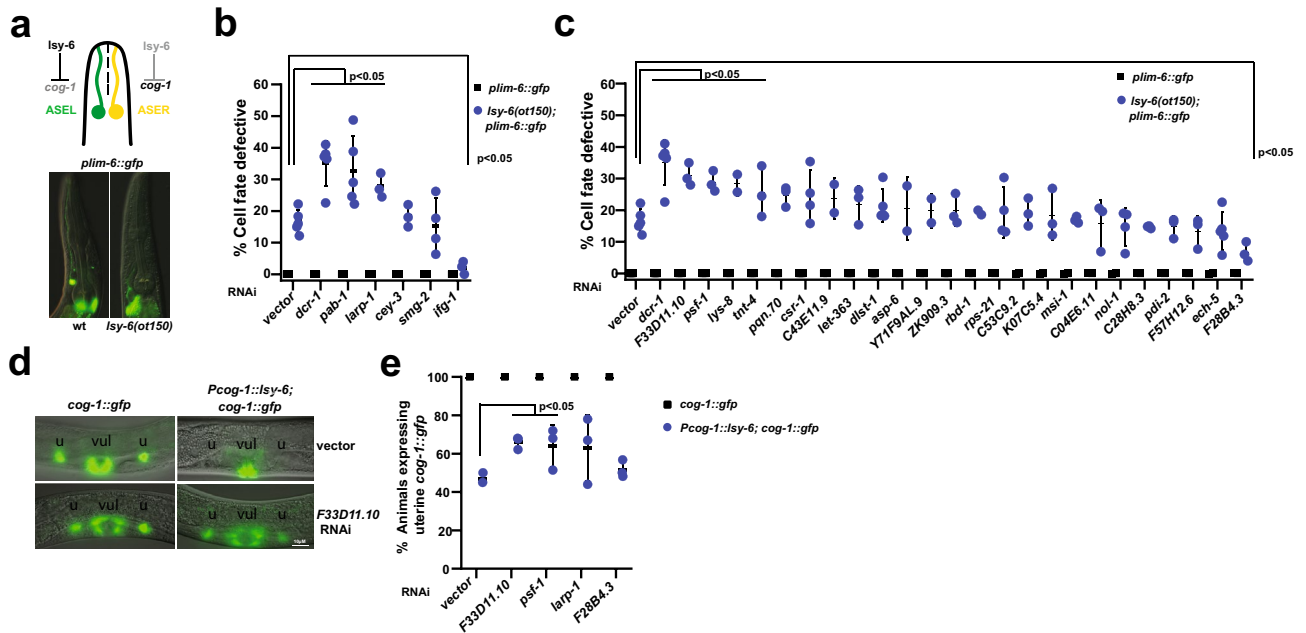 a
lsy-6
lsy-6
cog-1
cog-1
ASEL
ASER
plim-6::gfp
wt
lsy-6(ot150)
b
p<0.05
plim-6::gfp
lsy-6(ot150);
plim-6::gfp
p<0.05
% Cell fate defective
60
50
40
30
20
10
0
RNAi
vector
dcr-1
pab-1
larp-1
cey-3
smg-2
ifg-1
c
p<0.05
plim-6::gfp
lsy-6(ot150);
plim-6::gfp
p<0.05
% Cell fate defective
60
50
40
30
20
10
0
RNAi
vector
dcr-1
F33D11.10
psf-1
lys-8
tnt-4
pqn.70
csr-1
C43E11.9
let-363
dlst-1
asp-6
Y71F9AL.9
ZK909.3
rbd-1
rps-21
C53C9.2
K07C5.4
msi-1
C04E6.11
nol-1
C28H8.3
pdi-2
F57H12.6
ech-5
F28B4.3
d
cog-1::gfp
Pcog-1::lsy-6;
cog-1::gfp
u vul u
u vul u
vector
u vul u
u vul u
F33D11.10
RNAi
10µM
e
% Animals expressing
uterine cog-1::gfp
100
80
60
40
20
0
p<0.05
cog-1::gfp
Pcog-1::lsy-6; cog-1::gfp
RNAi
vector
F33D11.10
psf-1
larp-1
F28B4.3